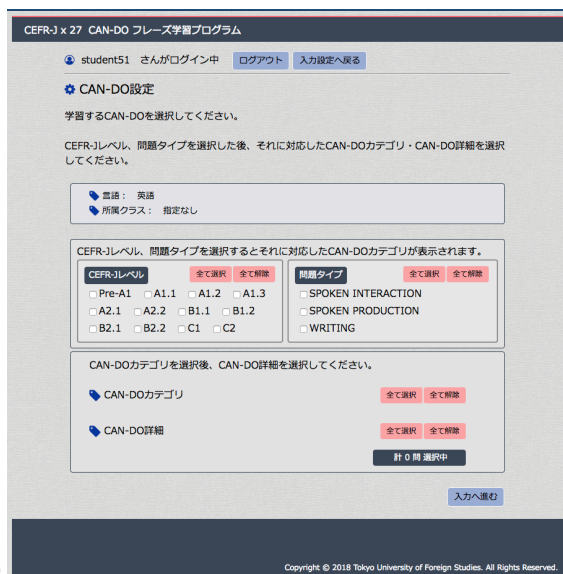 CEFR-J x 27 CAN-DO フレーズ学習プログラム
student51 さんがログイン中 ログアウト 入力設定へ戻る
CAN-DO設定
学習するCAN-DOを選択してください。
CEFR-Jレベル、問題タイプを選択した後、それに対応したCAN-DOカテゴリ・CAN-DO詳細を選択
してください。
言語： 英語
所属クラス： 指定なし
CEFR-Jレベル、問題タイプを選択するとそれに対応したCAN-DOカテゴリが表示されます。
CEFR-Jレベル 全て選択 全て解除
Pre-A1 A1.1 A1.2 A1.3
A2.1 A2.2 B1.1 B1.2
B2.1 B2.2 C1 C2
問題タイプ 全て選択 全て解除
SPOKEN INTERACTION
SPOKEN PRODUCTION
WRITING
CAN-DOカテゴリを選択後、CAN-DO詳細を選択してください。
CAN-DOカテゴリ 全て選択 全て解除
CAN-DO詳細 全て選択 全て解除
計 0 問 選択中
入力へ進む
Copyright © 2018 Tokyo University of Foreign Studies. All Rights Reserved.